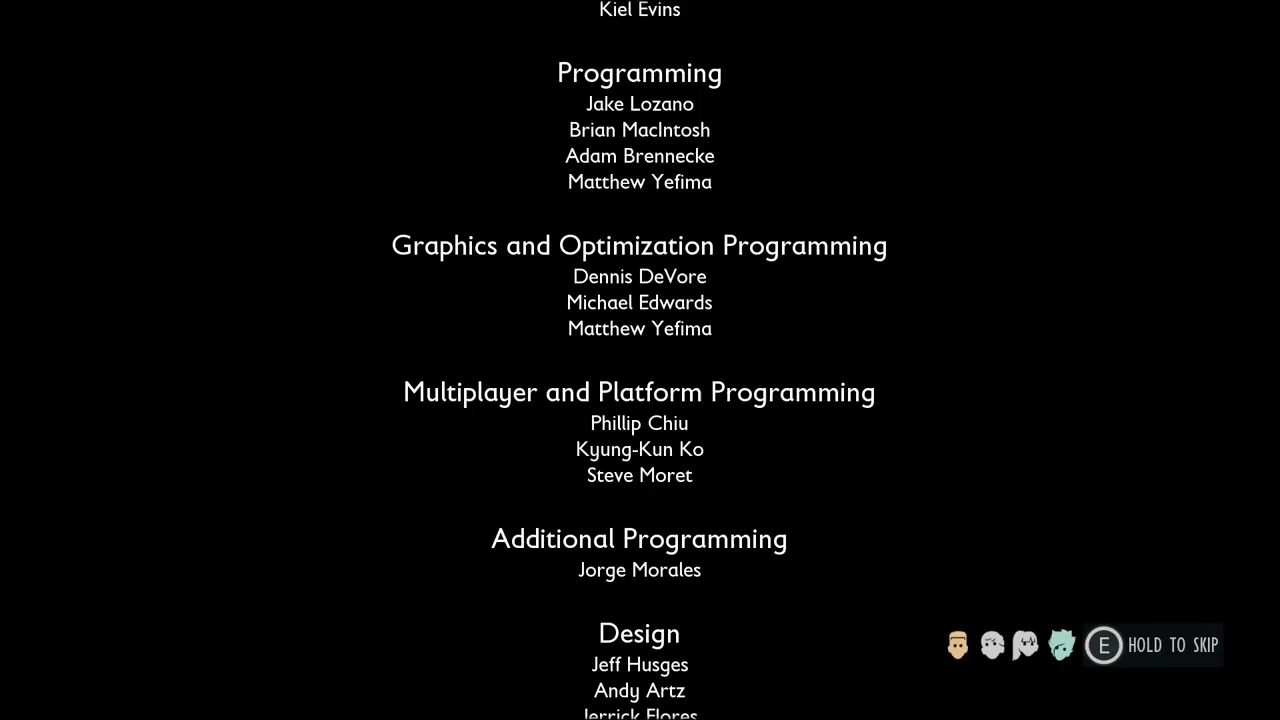 Kiel Evins
Programming
Jake Lozano
Brian MacIntosh
Adam Brennecke
Matthew Yefima
Graphics and Optimization Programming
Dennis DeVore
Michael Edwards
Matthew Yefima
Multiplayer and Platform Programming
Phillip Chiu
Kyung-Kun Ko
Steve Moret
Additional Programming
Jorge Morales
Design
Jeff Husges
Andy Artz
Jerrick Flores
E HOLD TO SKIP